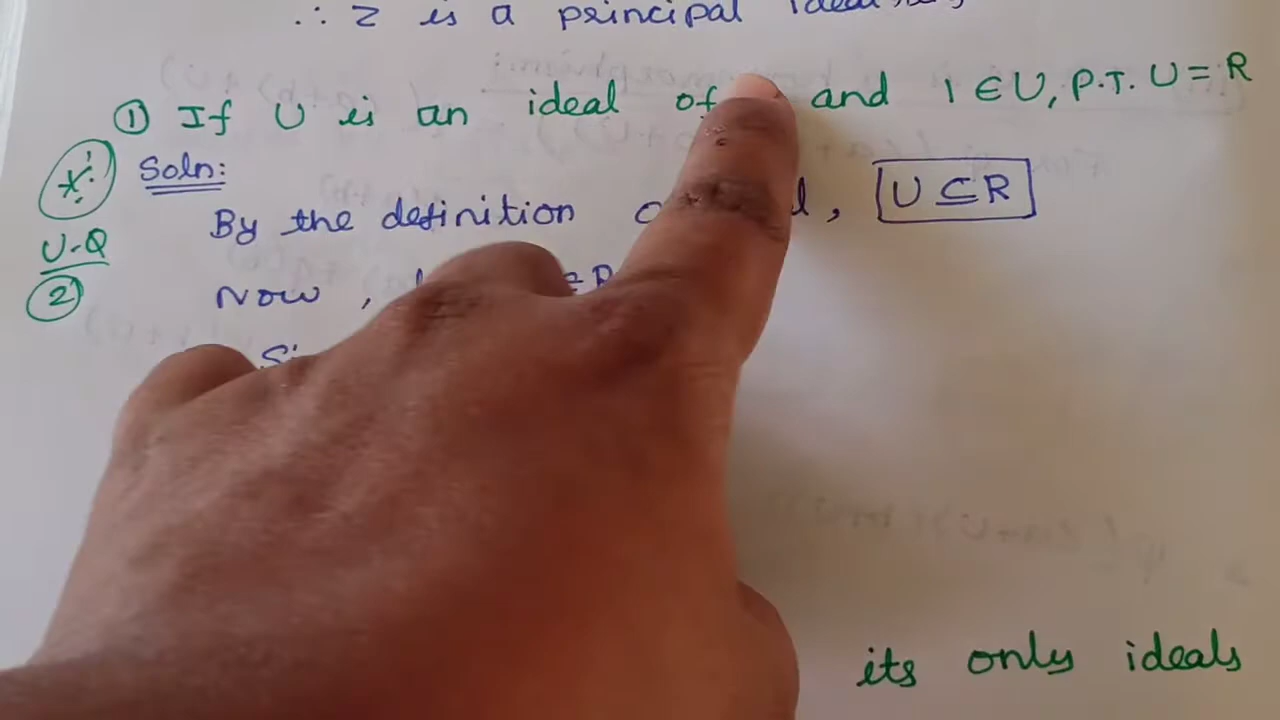 ∴ Z is a principal ideal
① If U is an ideal of and 1 ∈ U, P.T. U = R
Soln:
By the definition , U ⊆ R
U.Q
② Now ,
its only ideals